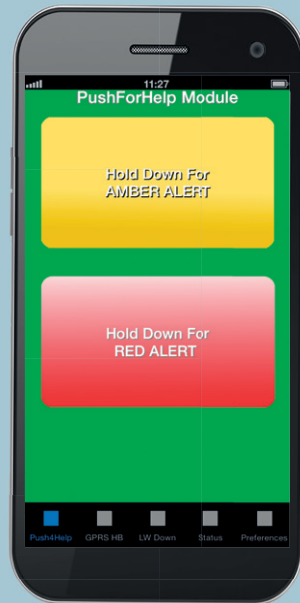 11:27
PushForHelp Module
Hold Down For
AMBER ALERT
Hold Down For
RED ALERT
Push4Help GPRS HB LW Down Status Preferences